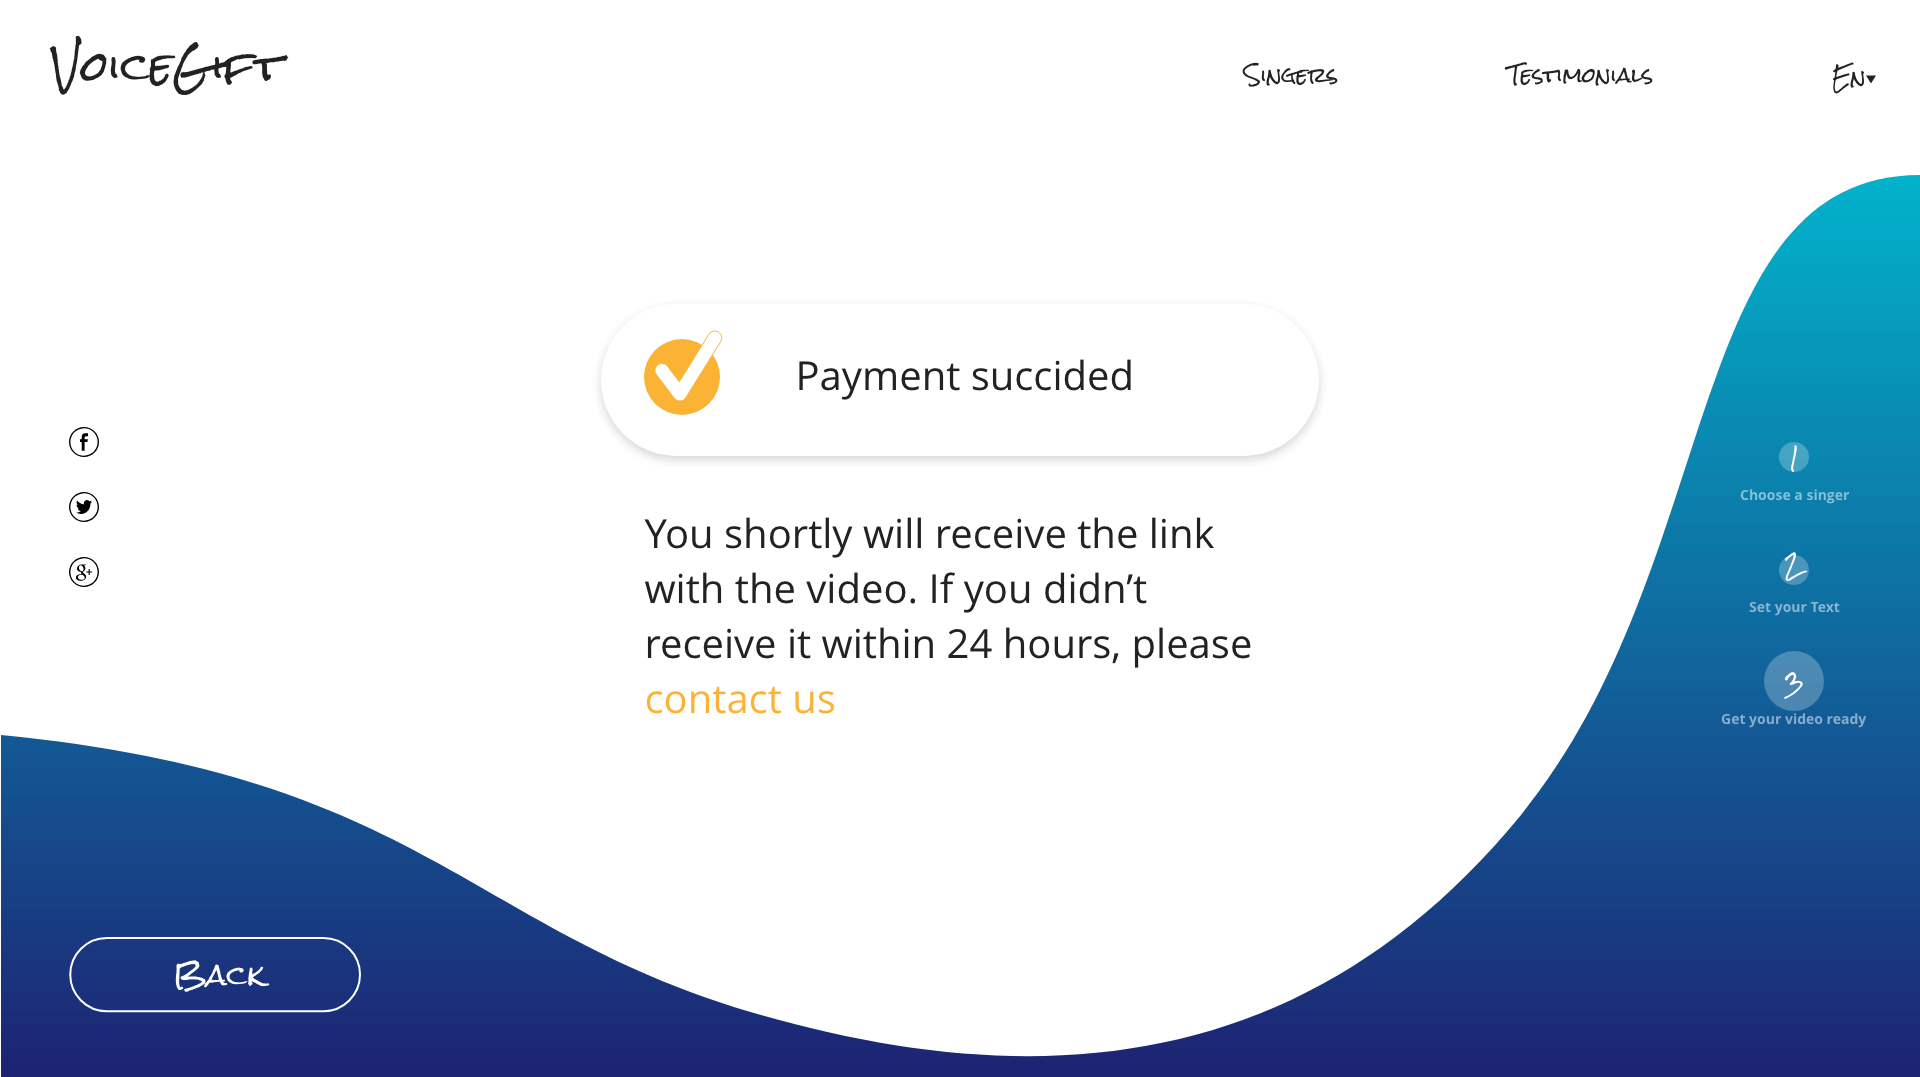 VoiceGift
Singers
Testimonials
En
Payment succided
You shortly will receive the link
with the video. If you didn’t
receive it within 24 hours, please
contact us
1
Choose a singer
2
Set your Text
3
Get your video ready
Back